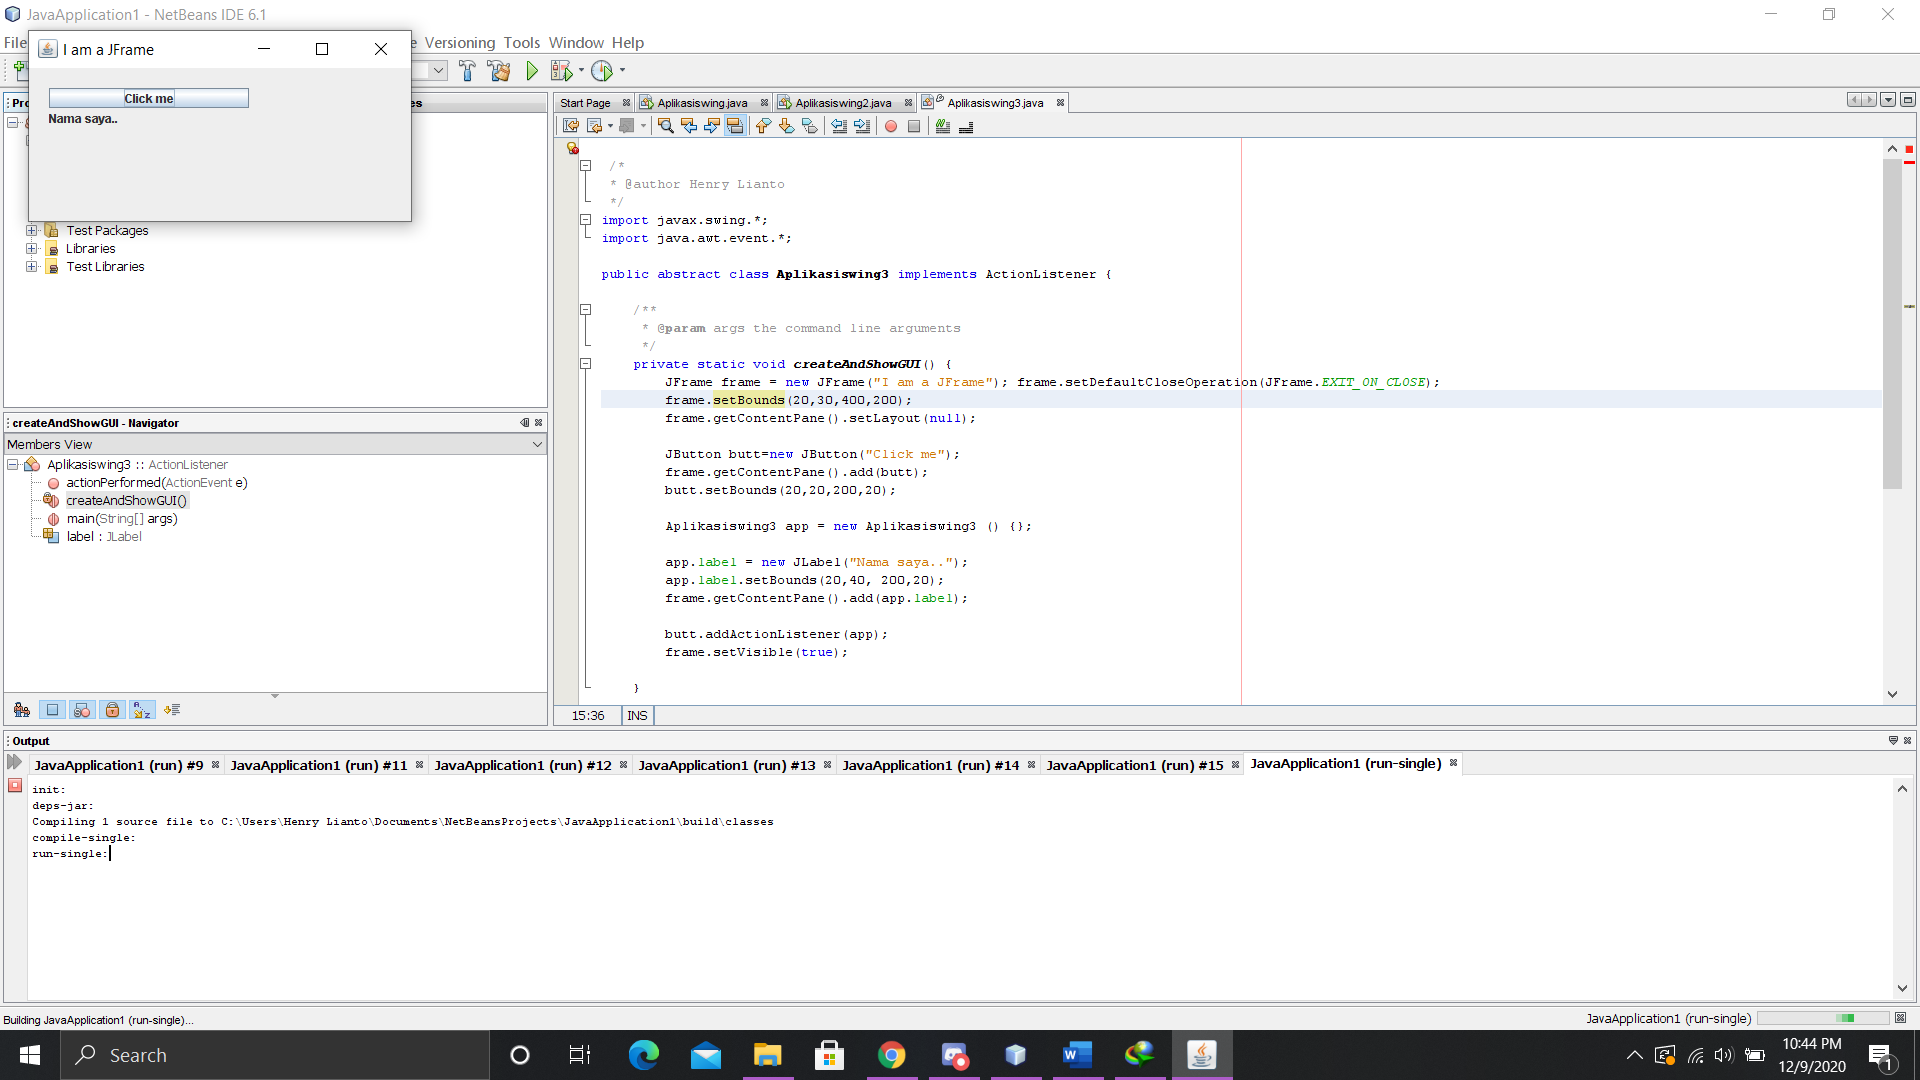 JavaApplication1 - NetBeans IDE 6.1
File
Versioning Tools Window Help
I am a JFrame
Click me
Nama saya..
Test Packages
Libraries
Test Libraries
createAndShowGUI - Navigator
Members View
Aplikasiswing3 :: ActionListener
actionPerformed(ActionEvent e)
createAndShowGUI()
main(String[] args)
label : JLabel
Start Page Aplikasiswing.java Aplikasiswing2.java Aplikasiswing3.java
/*
* @author Henry Lianto
*/
import javax.swing.*;
import java.awt.event.*;
public abstract class Aplikasiswing3 implements ActionListener {
/**
* @param args the command line arguments
*/
private static void createAndShowGUI() {
JFrame frame = new JFrame("I am a JFrame"); frame.setDefaultCloseOperation(JFrame.EXIT_ON_CLOSE);
frame.setBounds(20,30,400,200);
frame.getContentPane().setLayout(null);
JButton butt=new JButton("Click me");
frame.getContentPane().add(butt);
butt.setBounds(20,20,200,20);
Aplikasiswing3 app = new Aplikasiswing3 () {};
app.label = new JLabel("Nama saya..");
app.label.setBounds(20,40, 200,20);
frame.getContentPane().add(app.label);
butt.addActionListener(app);
frame.setVisible(true);
}
15:36 INS
Output
JavaApplication1 (run) #9 JavaApplication1 (run) #11 JavaApplication1 (run) #12 JavaApplication1 (run) #13 JavaApplication1 (run) #14 JavaApplication1 (run) #15 JavaApplication1 (run-single)
init:
deps-jar:
Compiling 1 source file to C:\Users\Henry Lianto\Documents\NetBeansProjects\JavaApplication1\build\classes
compile-single:
run-single:
Building JavaApplication1 (run-single)...
JavaApplication1 (run-single)
Search
10:44 PM
12/9/2020
1